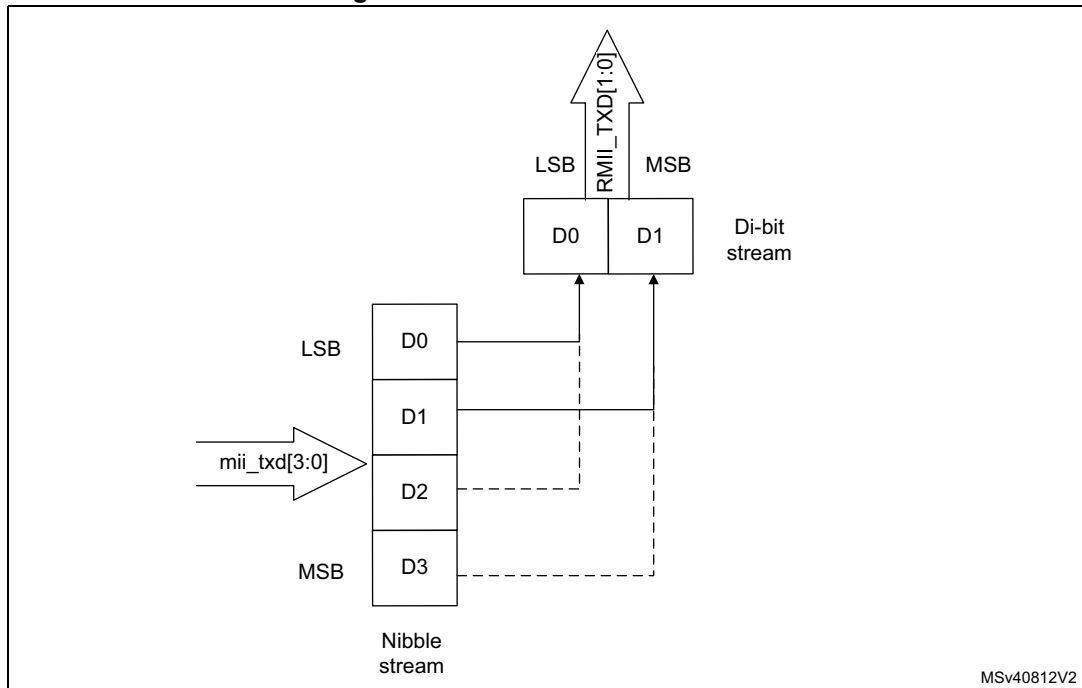 RMII_TXD[1:0]
LSB
MSB
D0
D1
Di-bit
stream
LSB
D0
D1
mii_txd[3:0]
D2
MSB
D3
Nibble
stream
MSv40812V2